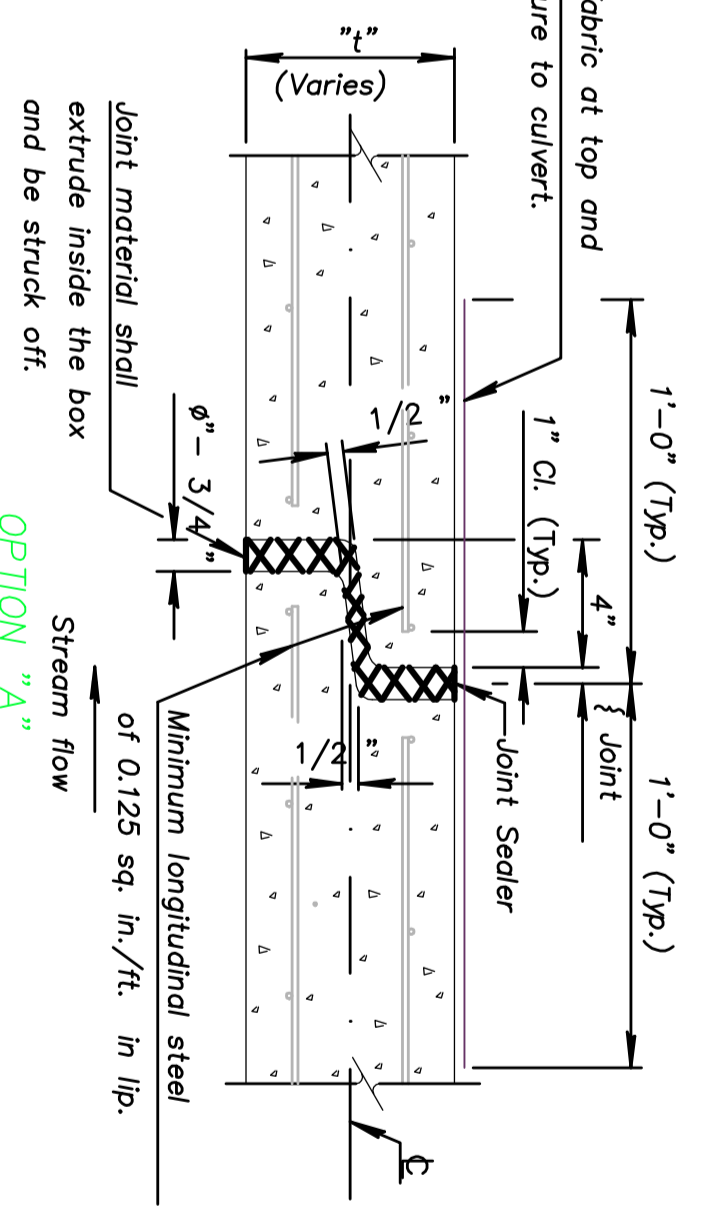 fabric at top and
ure to culvert.
1'-0" (Typ.)
1'-0" (Typ.)
4"
Joint
1" Cl. (Typ.)
Joint Sealer
"t"
(Varies)
1/2 "
1/2 "
ø"- 3/4 "
Joint material shall
extrude inside the box
and be struck off.
Minimum longitudinal steel
of 0.125 sq. in./ft. in lip.
Stream flow
OPTION "A"